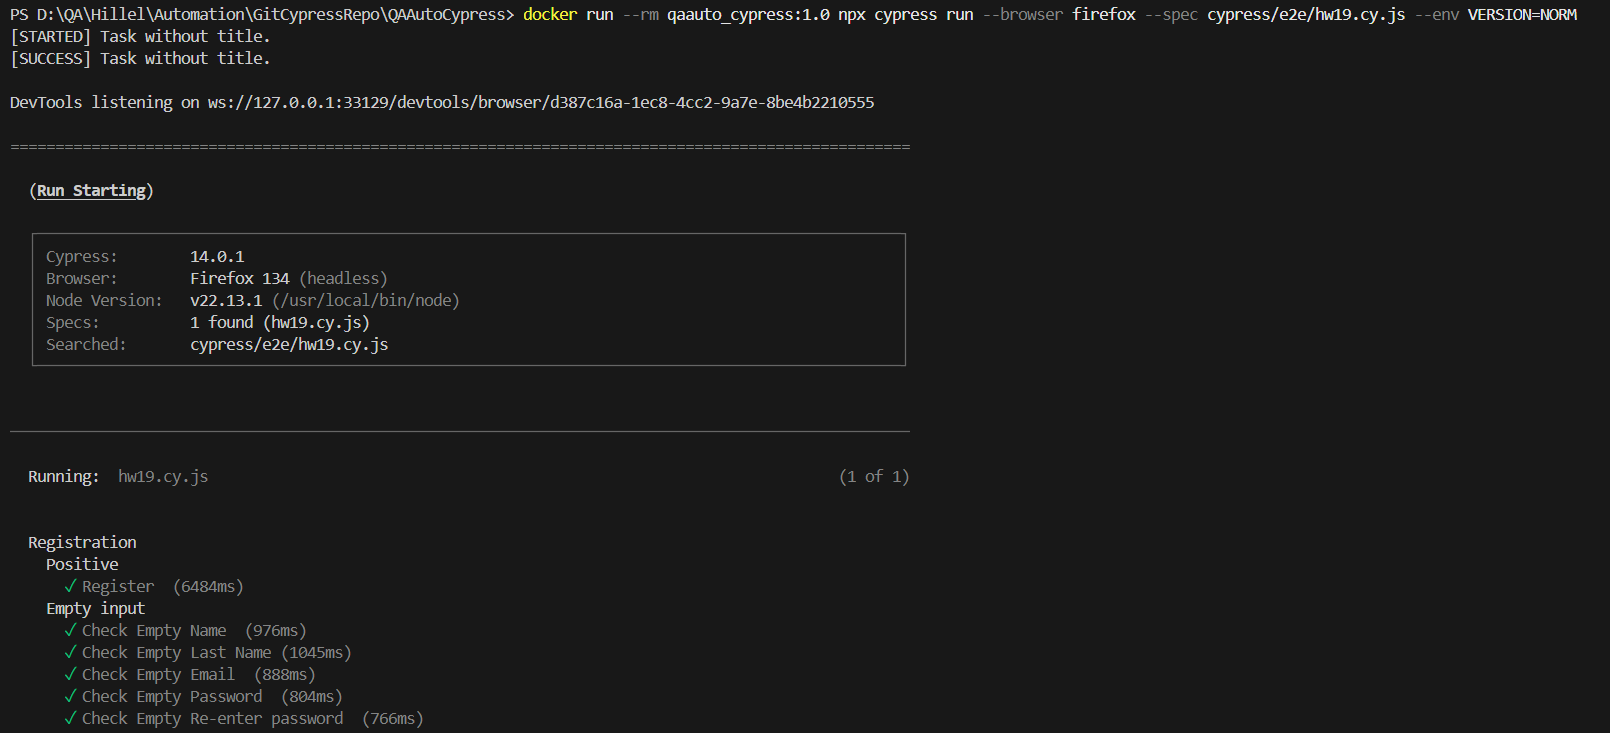 PS D:\QA\Hillel\Automation\GitCypressRepo\QAAutoCypress> docker run --rm qaauto_cypress:1.0 npx cypress run --browser firefox --spec cypress/e2e/hw19.cy.js --env VERSION=NORM
[STARTED] Task without title.
[SUCCESS] Task without title.
DevTools listening on ws://127.0.0.1:33129/devtools/browser/d387c16a-1ec8-4cc2-9a7e-8be4b2210555
====================================================================================================
(Run Starting)
Cypress: 14.0.1
Browser: Firefox 134 (headless)
Node Version: v22.13.1 (/usr/local/bin/node)
Specs: 1 found (hw19.cy.js)
Searched: cypress/e2e/hw19.cy.js
Running: hw19.cy.js (1 of 1)
Registration
Positive
✓ Register (6484ms)
Empty input
✓ Check Empty Name (976ms)
✓ Check Empty Last Name (1045ms)
✓ Check Empty Email (888ms)
✓ Check Empty Password (804ms)
✓ Check Empty Re-enter password (766ms)